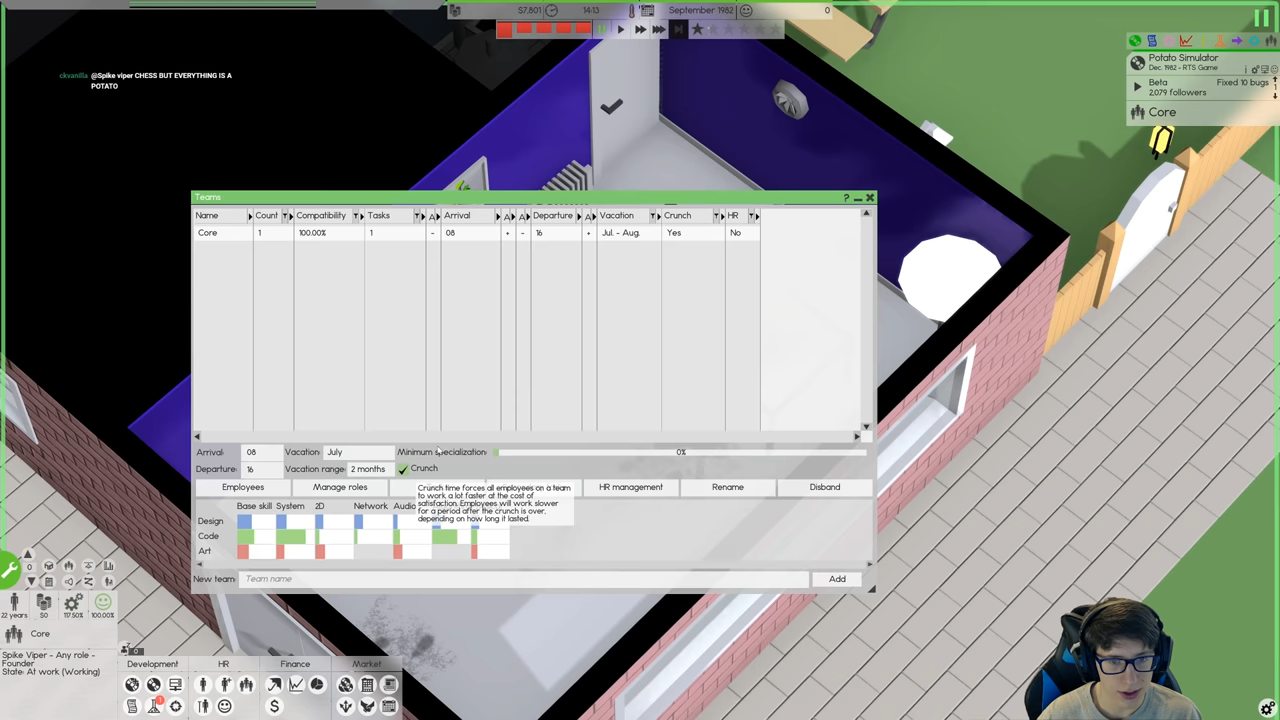 $7,801
14:13
September 1982
0
ckvanilla @Spike viper CHESS BUT EVERYTHING IS A
POTATO
Potato Simulator
Dec. 1982 - RTS Game
Beta
2.079 followers
Fixed 10 bugs
1
Core
Teams
? _ X
Name Count Compatibility Tasks A Arrival A A Departure A Vacation Crunch HR
Core 1 100.00% 1 - 08 + - 16 + Jul. - Aug. Yes No
Arrival: 08 Vacation: July Minimum specialization: 0%
Departure: 16 Vacation range: 2 months Crunch
Employees Manage roles HR management Rename Disband
Crunch time forces all employees on a team
to work a lot faster at the cost of
satisfaction. Employees will work slower
for a period after the crunch is over,
depending on how long it lasted.
Base skill System 2D Network Audio
Design
Code
Art
New team: Team name Add
0
22 years $0 117.50% 100.00%
Core
Spike Viper - Any role -
Founder
State: At work (Working)
0
Development HR Finance Market
1